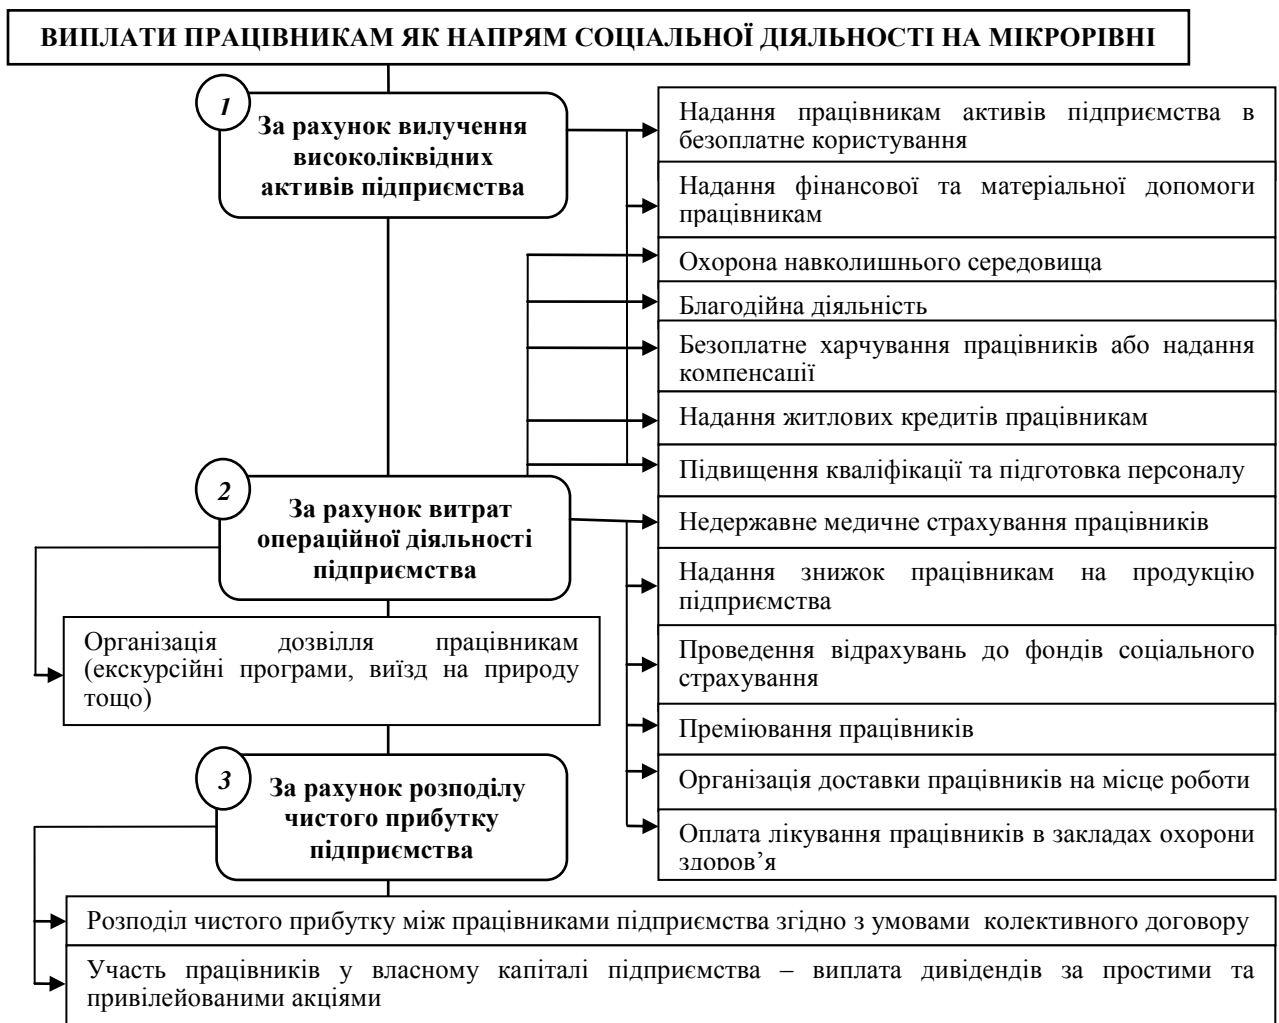 ВИПЛАТИ ПРАЦІВНИКАМ ЯК НАПРЯМ СОЦІАЛЬНОЇ ДІЯЛЬНОСТІ НА МІКРОРІВНІ
1
За рахунок вилучення
високоліквідних
активів підприємства
Надання працівникам активів підприємства в
безоплатне користування
Надання фінансової та матеріальної допомоги
працівникам
Охорона навколишнього середовища
Благодійна діяльність
Безоплатне харчування працівників або надання
компенсації
Надання житлових кредитів працівникам
Підвищення кваліфікації та підготовка персоналу
2
За рахунок витрат
операційної діяльності
підприємства
Недержавне медичне страхування працівників
Надання знижок працівникам на продукцію
підприємства
Проведення відрахувань до фондів соціального
страхування
Преміювання працівників
Організація доставки працівників на місце роботи
Оплата лікування працівників в закладах охорони
здоров’я
Організація дозвілля працівникам
(екскурсійні програми, виїзд на природу
тощо)
3
За рахунок розподілу
чистого прибутку
підприємства
Розподіл чистого прибутку між працівниками підприємства згідно з умовами колективного договору
Участь працівників у власному капіталі підприємства – виплата дивідендів за простими та
привілейованими акціями